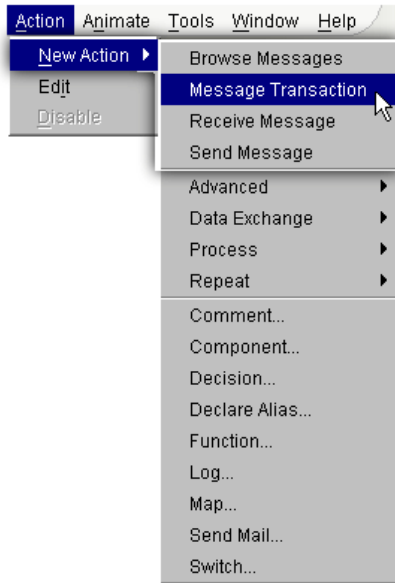 Action Animate Tools Window Help
New Action
Edit
Disable
Browse Messages
Message Transaction
Receive Message
Send Message
Advanced
Data Exchange
Process
Repeat
Comment...
Component...
Decision...
Declare Alias...
Function...
Log...
Map...
Send Mail...
Switch...